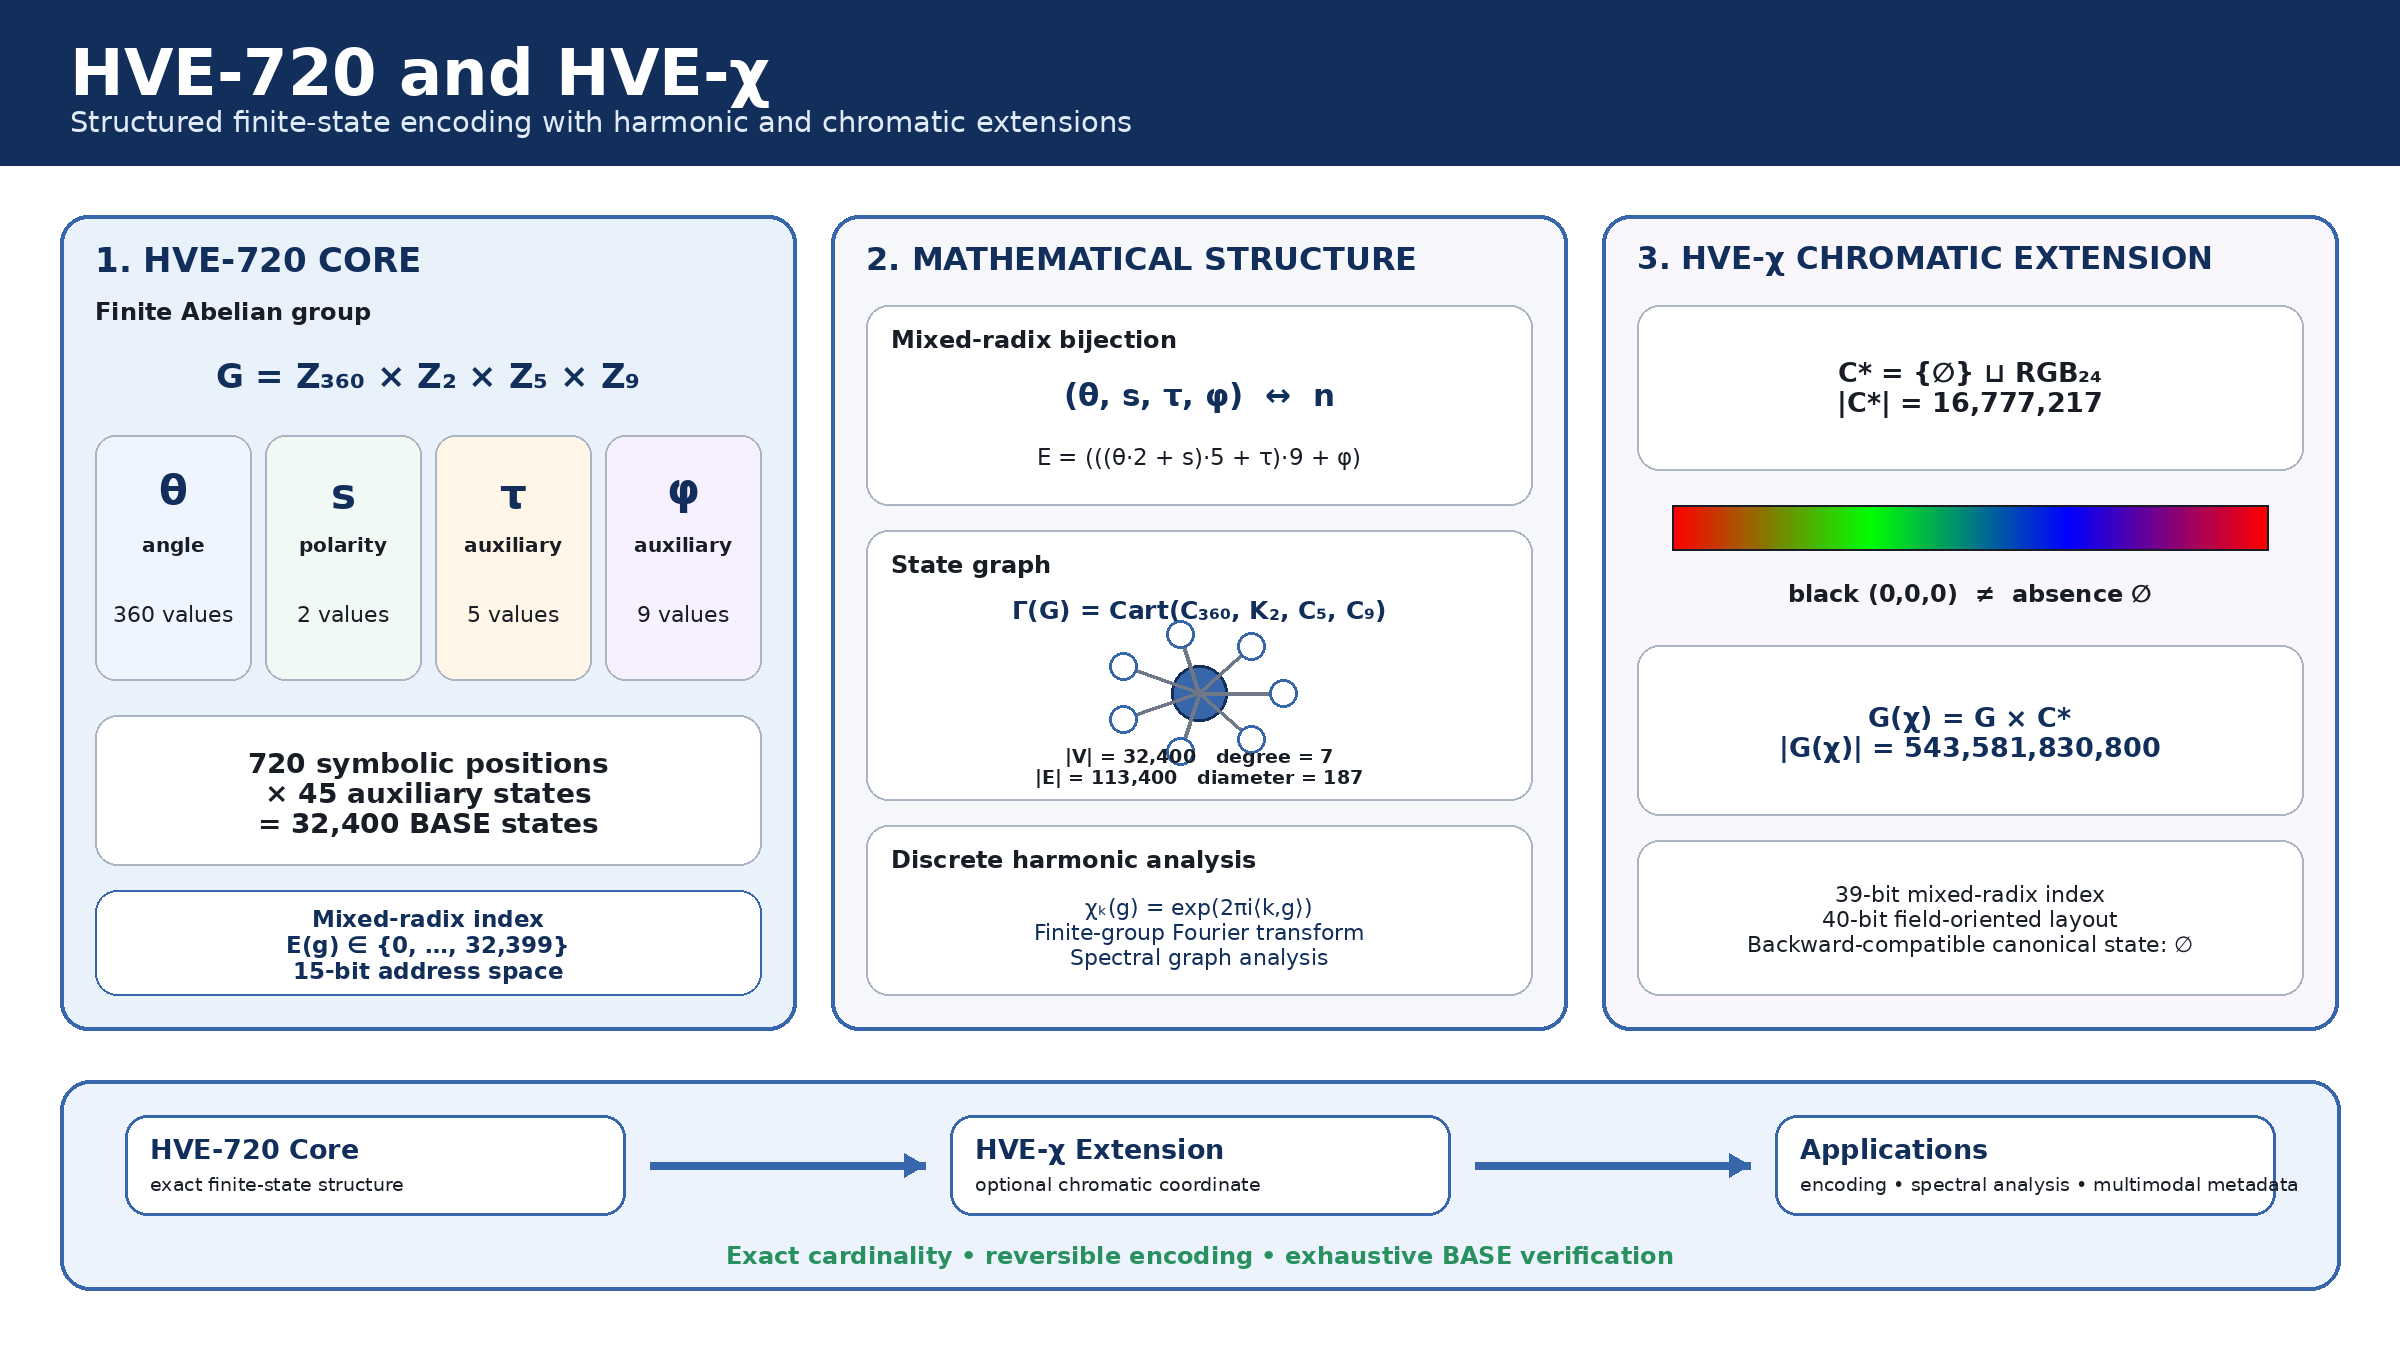 HVE-720 and HVE-χ
Structured finite-state encoding with harmonic and chromatic extensions
1. HVE-720 CORE
Finite Abelian group
G = Z₃₆₀ × Z₂ × Z₅ × Z₉
θ
angle
360 values
s
polarity
2 values
τ
auxiliary
5 values
φ
auxiliary
9 values
720 symbolic positions
× 45 auxiliary states
= 32,400 BASE states
Mixed-radix index
E(g) ∈ {0, ..., 32,399}
15-bit address space
2. MATHEMATICAL STRUCTURE
Mixed-radix bijection
(θ, s, τ, φ) ↔ n
E = (((θ·2 + s)·5 + τ)·9 + φ)
State graph
Γ(G) = Cart(C₃₆₀, K₂, C₅, C₉)
|V| = 32,400 degree = 7
|E| = 113,400 diameter = 187
Discrete harmonic analysis
χₖ(g) = exp(2πi⟨k,g⟩)
Finite-group Fourier transform
Spectral graph analysis
3. HVE-χ CHROMATIC EXTENSION
C* = {∅} ⊔ RGB₂₄
|C*| = 16,777,217
black (0,0,0) ≠ absence ∅
G(χ) = G × C*
|G(χ)| = 543,581,830,800
39-bit mixed-radix index
40-bit field-oriented layout
Backward-compatible canonical state: ∅
HVE-720 Core
exact finite-state structure
HVE-χ Extension
optional chromatic coordinate
Applications
encoding • spectral analysis • multimodal metadata
Exact cardinality • reversible encoding • exhaustive BASE verification